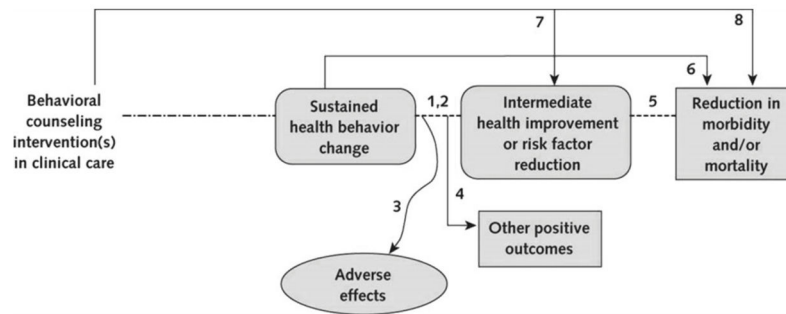 7
8
6
Behavioral
counseling
intervention(s)
in clinical care
Sustained
health behavior
change
1,2
Intermediate
health improvement
or risk factor
reduction
5
Reduction in
morbidity
and/or
mortality
3
4
Other positive
outcomes
Adverse
effects